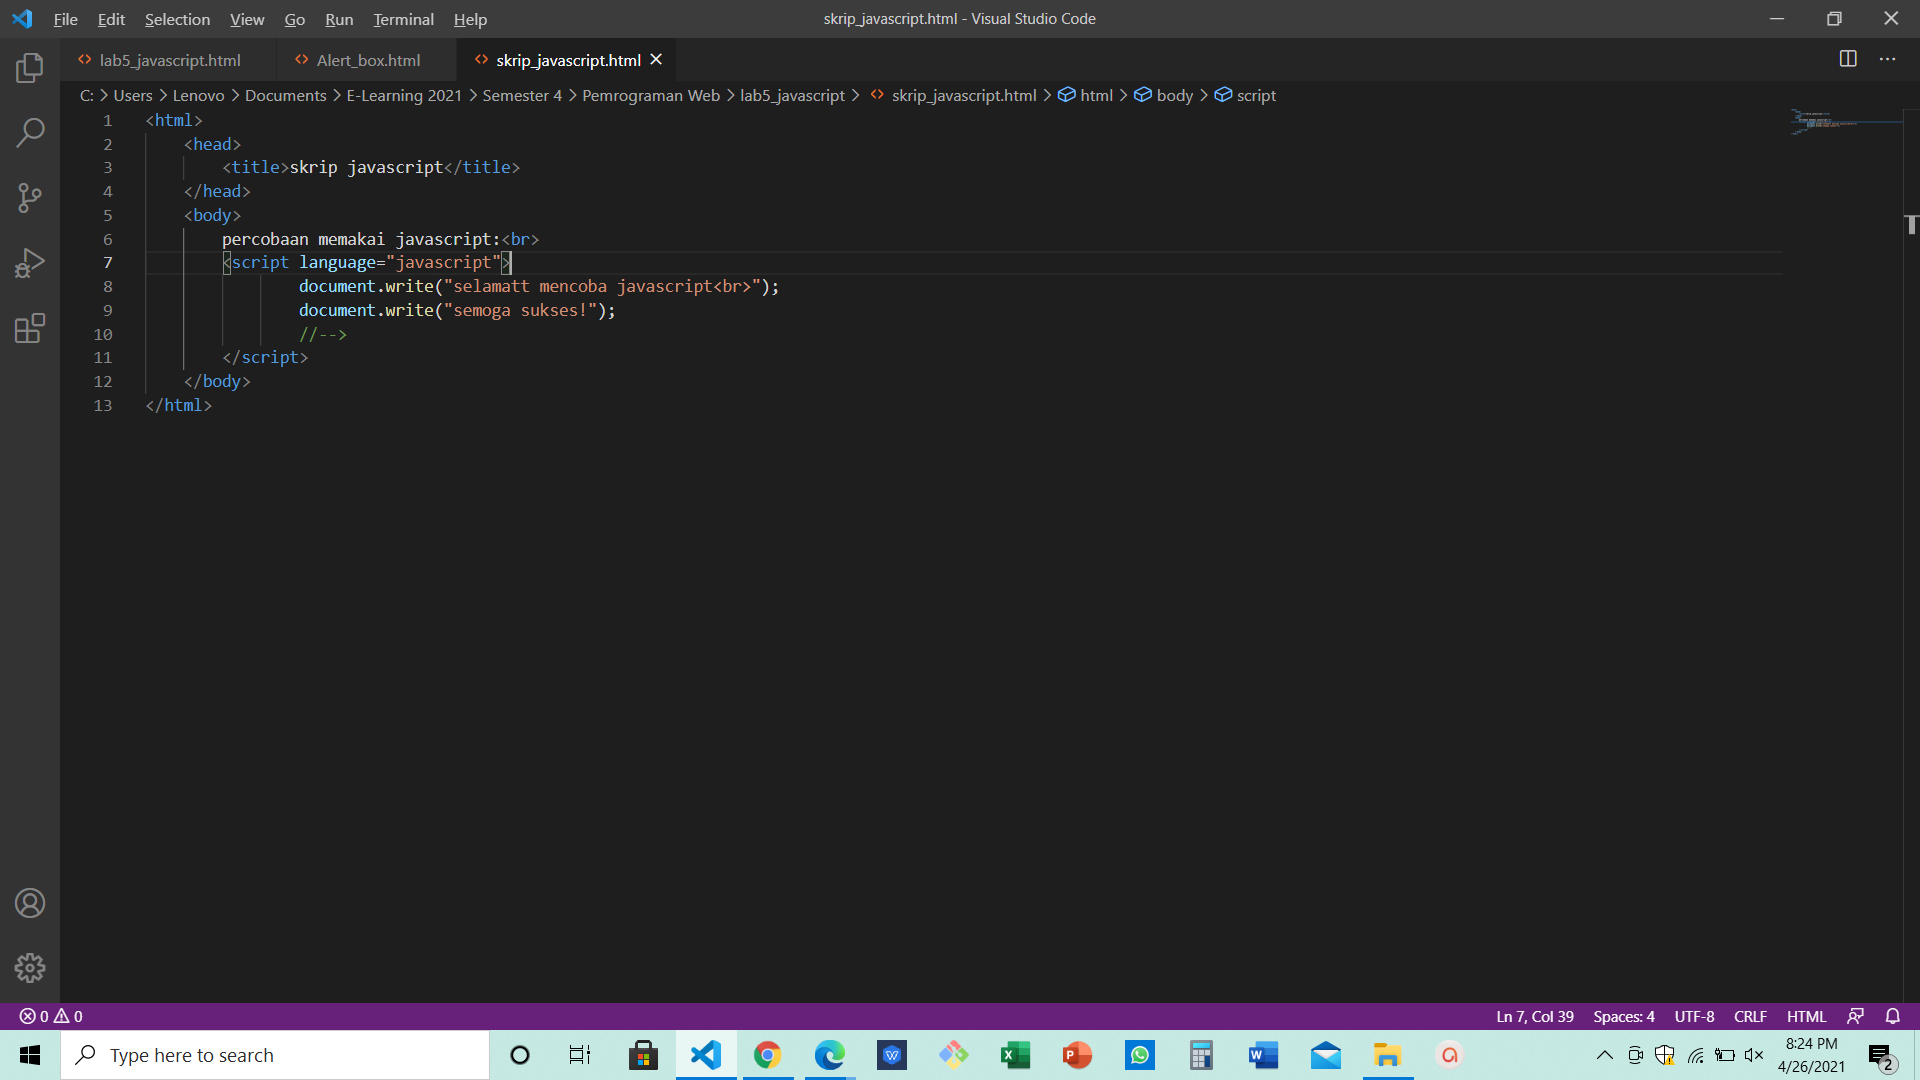 File Edit Selection View Go Run Terminal Help skrip_javascript.html - Visual Studio Code
lab5_javascript.html Alert_box.html skrip_javascript.html
C: > Users > Lenovo > Documents > E-Learning 2021 > Semester 4 > Pemrograman Web > lab5_javascript > skrip_javascript.html > html > body > script
1 <html>
2 <head>
3 <title>skrip javascript</title>
4 </head>
5 <body>
6 percobaan memakai javascript:<br>
7 <script language="javascript">
8 document.write("selamatt mencoba javascript<br>");
9 document.write("semoga sukses!");
10 //-->
11 </script>
12 </body>
13 </html>
0 0 Ln 7, Col 39 Spaces: 4 UTF-8 CRLF HTML
Type here to search
8:24 PM
4/26/2021
2